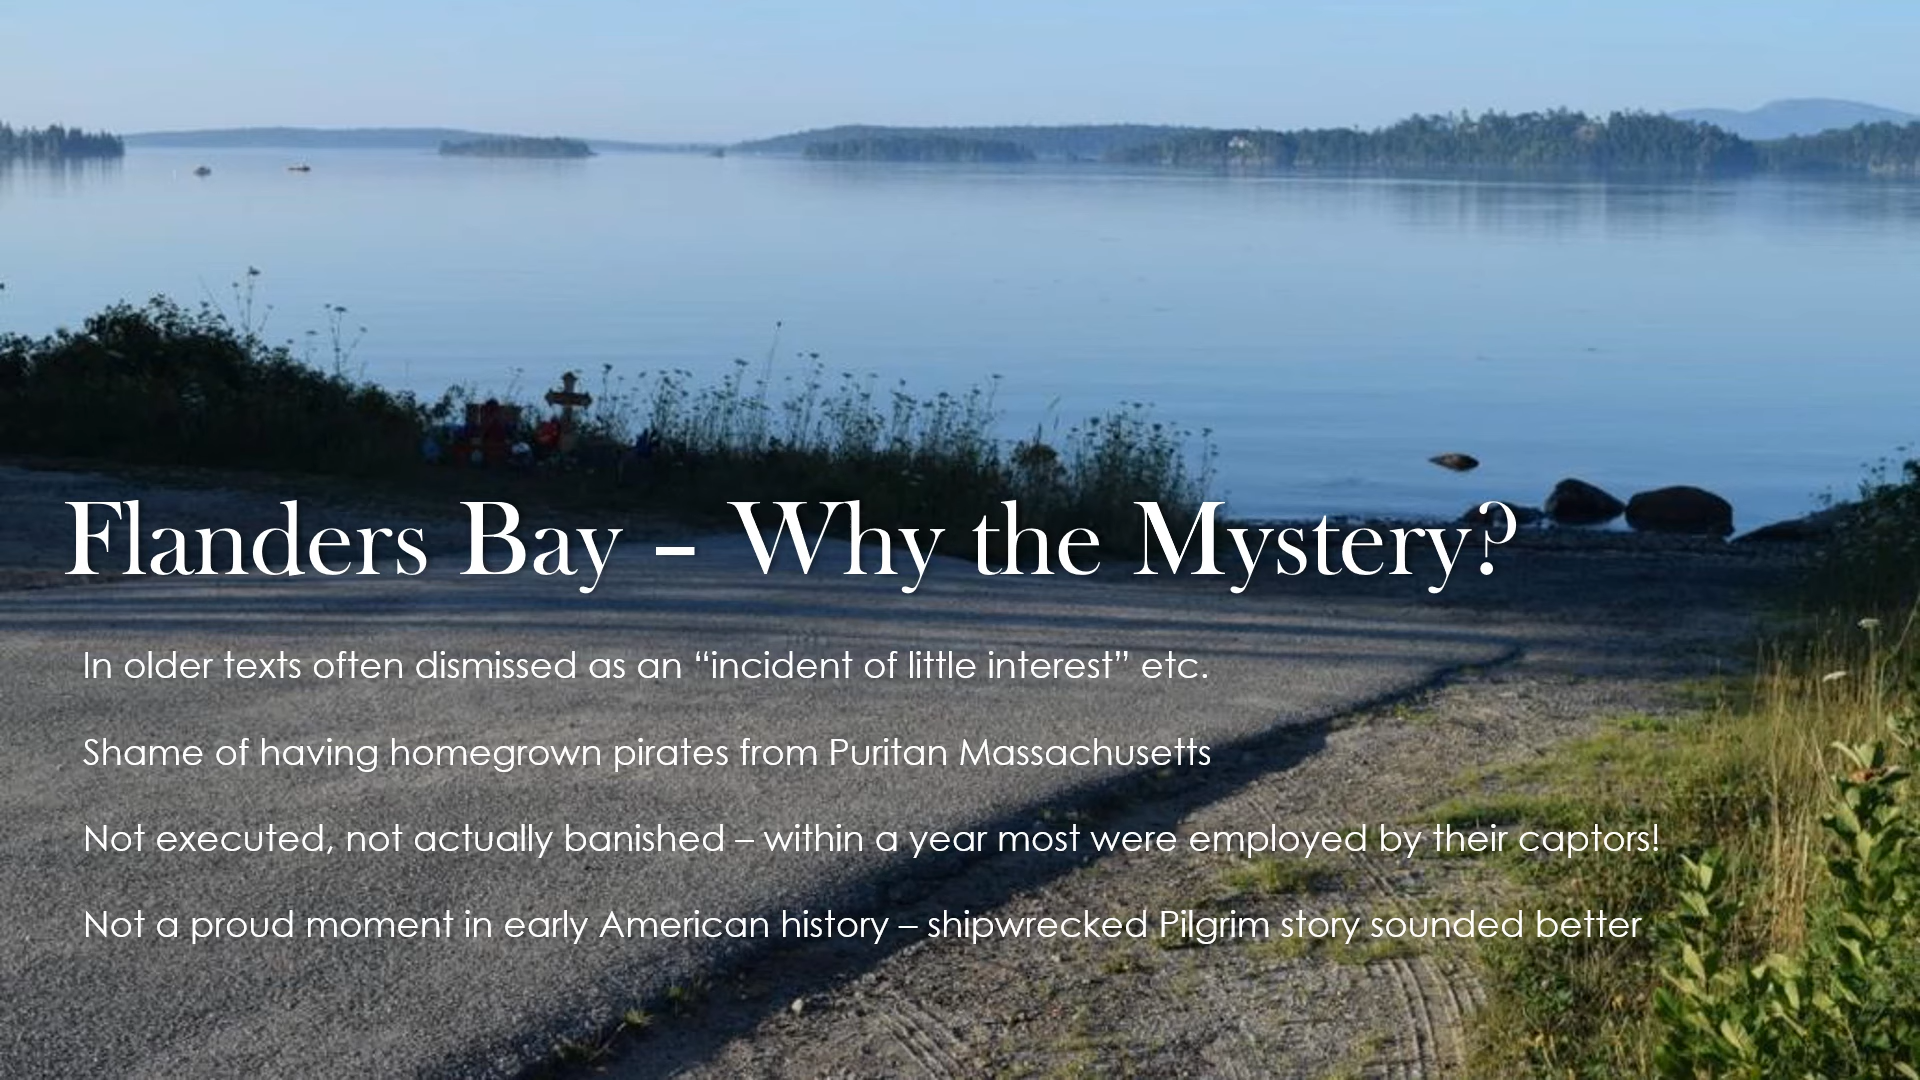 Flanders Bay – Why the Mystery?
In older texts often dismissed as an “incident of little interest” etc.
Shame of having homegrown pirates from Puritan Massachusetts
Not executed, not actually banished – within a year most were employed by their captors!
Not a proud moment in early American history – shipwrecked Pilgrim story sounded better